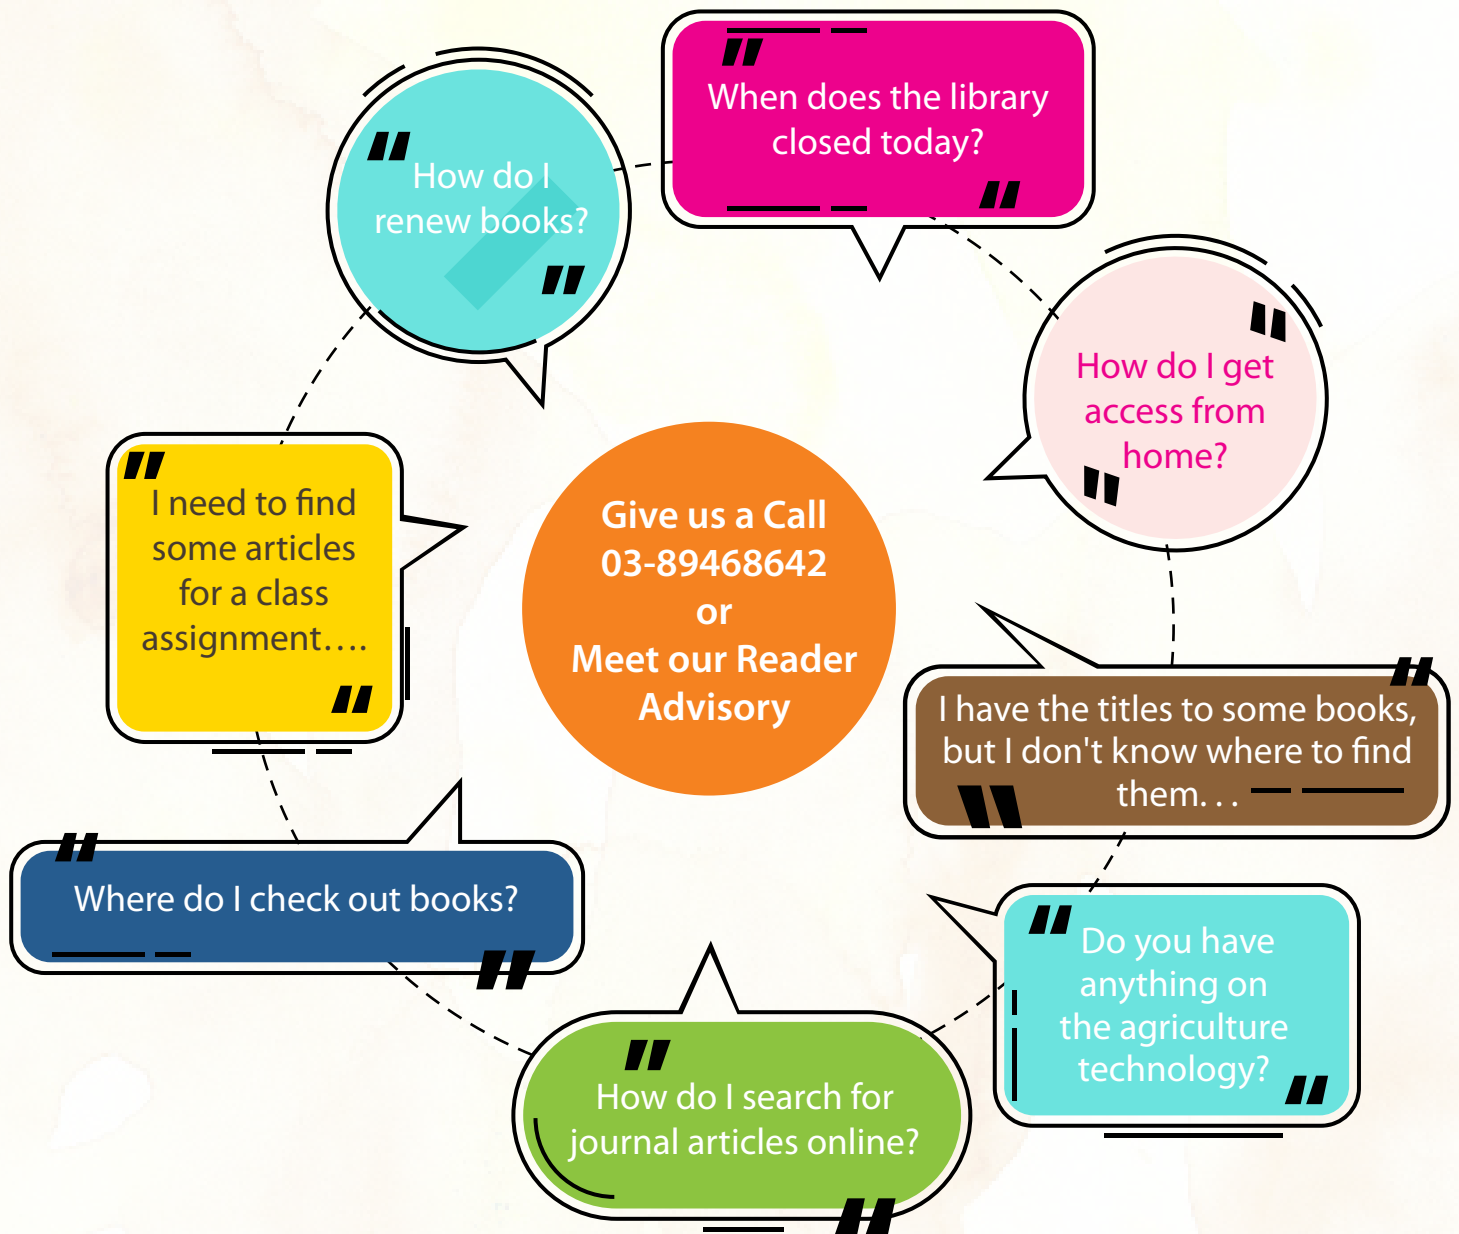 When does the library
closed today?
How do I
renew books?
How do I get
access from
home?
I need to find
some articles
for a class
assignment....
Give us a Call
03-89468642
or
Meet our Reader
Advisory
I have the titles to some books,
but I don't know where to find
them. . .
Where do I check out books?
Do you have
anything on
the agriculture
technology?
How do I search for
journal articles online?